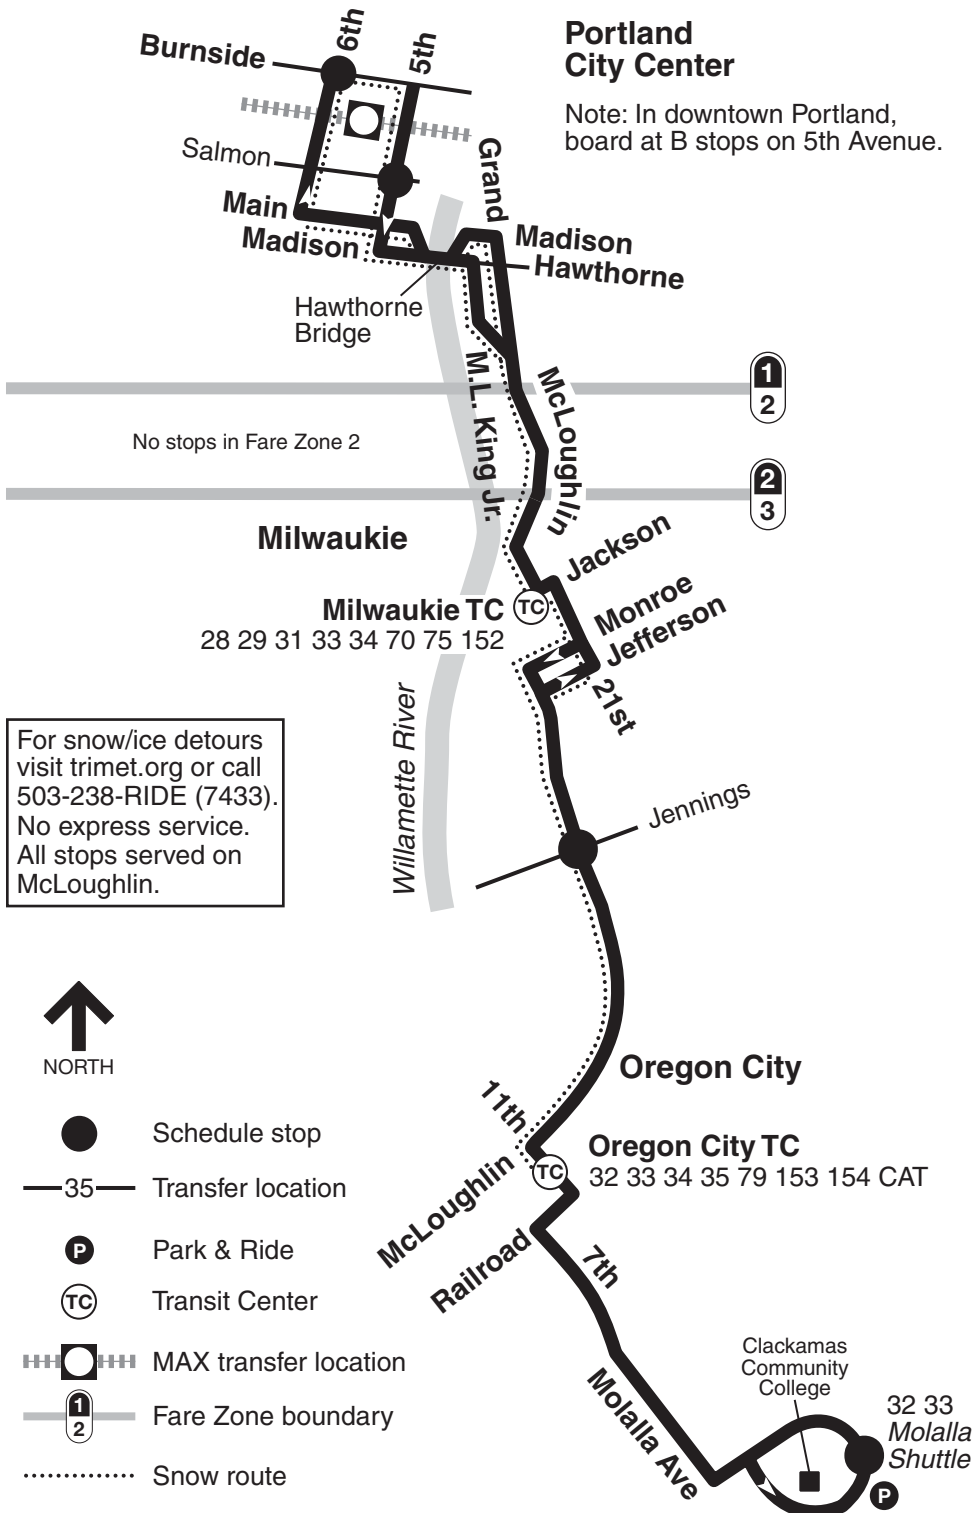 Portland
City Center
Note: In downtown Portland,
board at B stops on 5th Avenue.
6th
5th
Burnside
Salmon
Main
Madison
Grand
Madison
Hawthorne
Hawthorne
Bridge
M.L. King Jr.
McLoughlin
1
2
No stops in Fare Zone 2
2
3
Milwaukie
Jackson
Milwaukie TC
TC
28 29 31 33 34 70 75 152
Monroe
Jefferson
21st
Willamette River
For snow/ice detours
visit trimet.org or call
503-238-RIDE (7433).
No express service.
All stops served on
McLoughlin.
Jennings
NORTH
Oregon City
11th
Oregon City TC
TC
32 33 34 35 79 153 154 CAT
McLoughlin
Railroad
7th
Molalla Ave
Clackamas
Community
College
32 33
Molalla
Shuttle
P
Schedule stop
35
Transfer location
P
Park & Ride
TC
Transit Center
MAX transfer location
1
2
Fare Zone boundary
Snow route